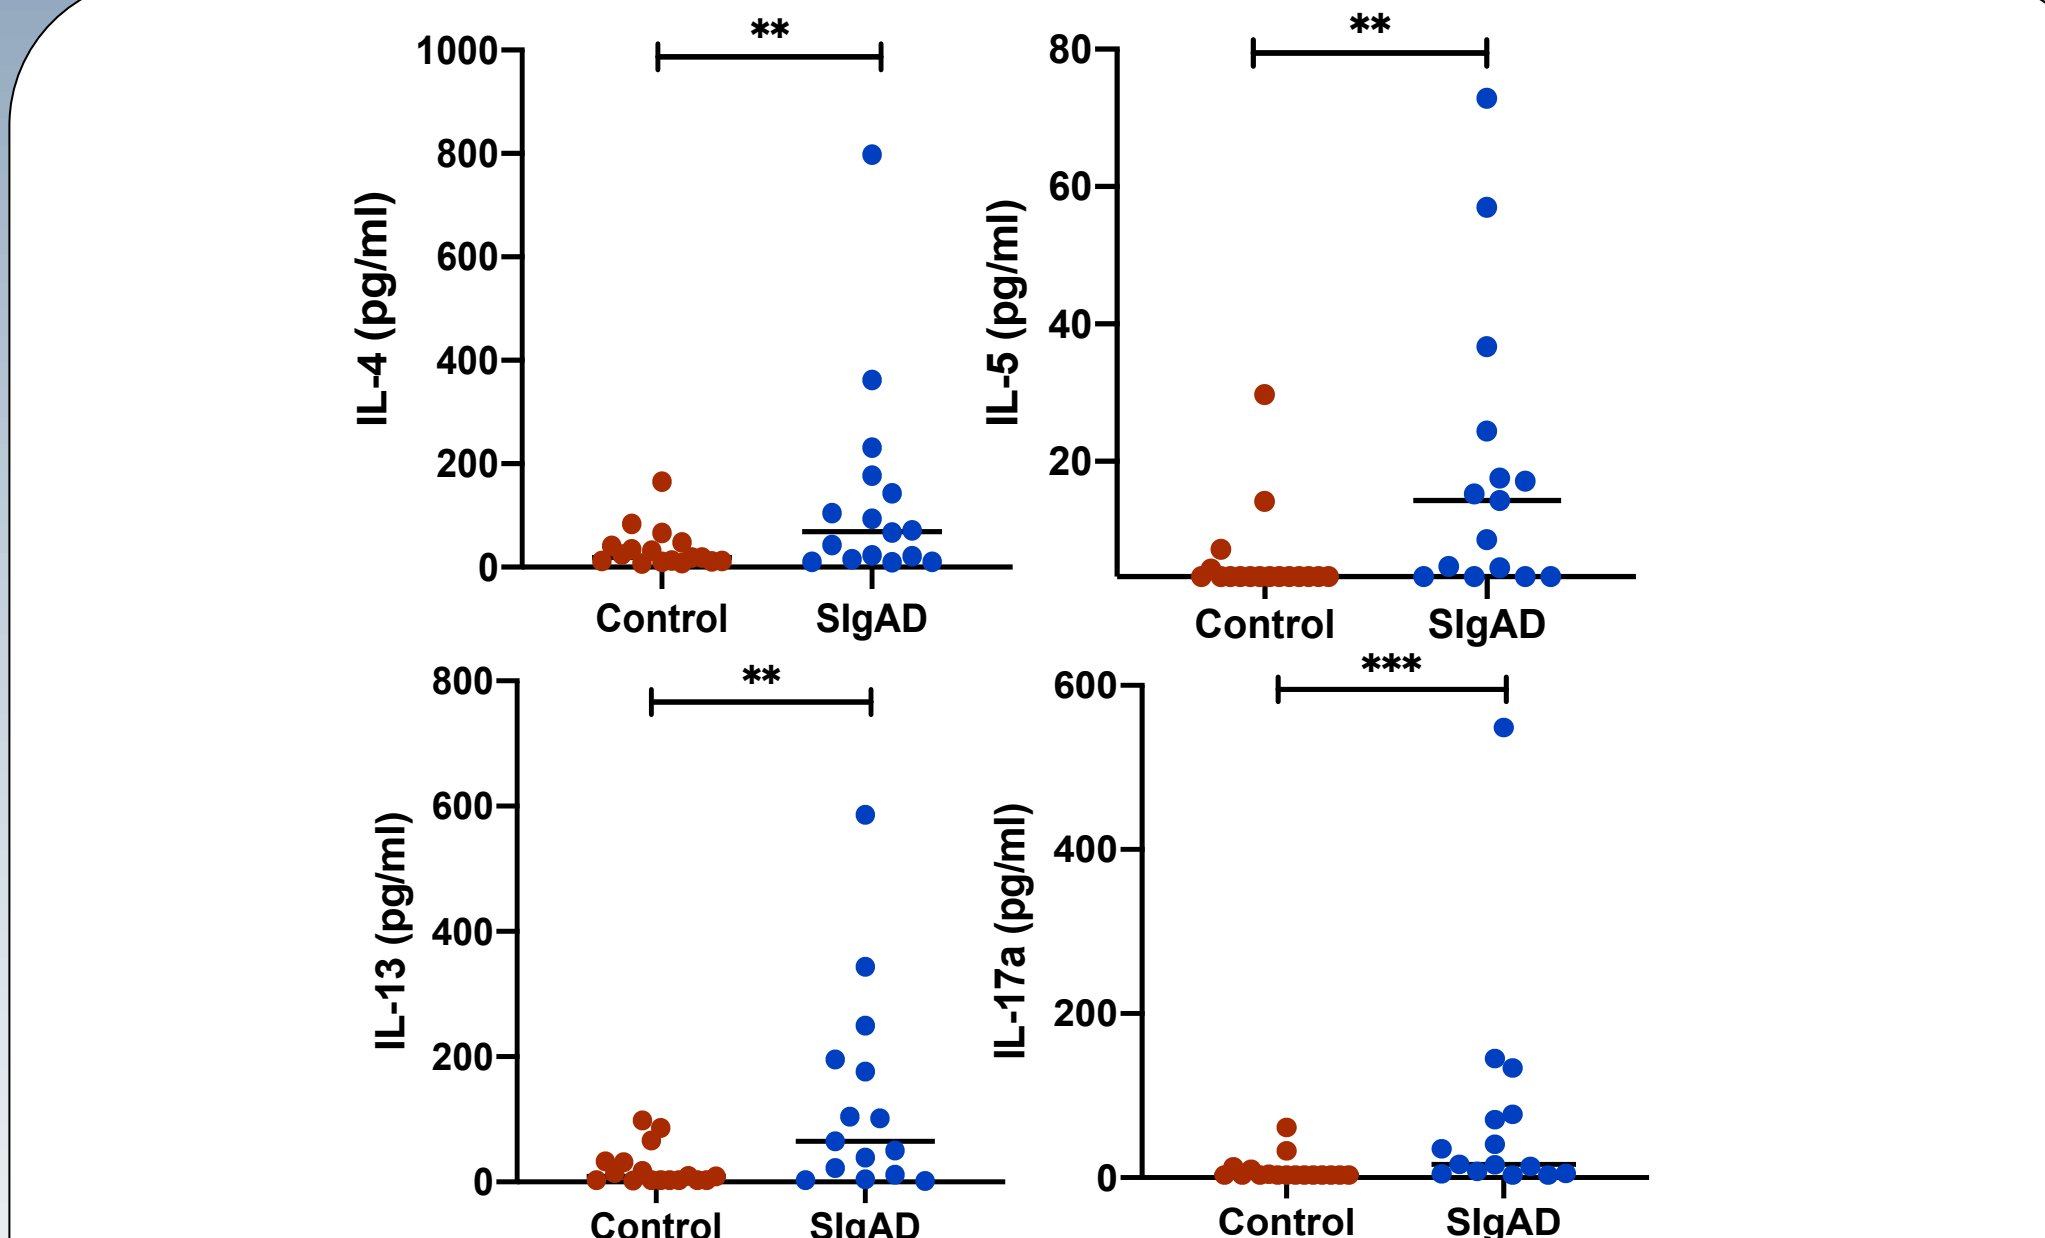 **
1000
800
600
400
200
0
IL-4 (pg/ml)
Control
SIgAD
**
80
60
40
20
IL-5 (pg/ml)
Control
SIgAD
**
800
600
400
200
0
IL-13 (pg/ml)
Control
SIgAD
***
600
400
200
0
IL-17a (pg/ml)
Control
SIgAD